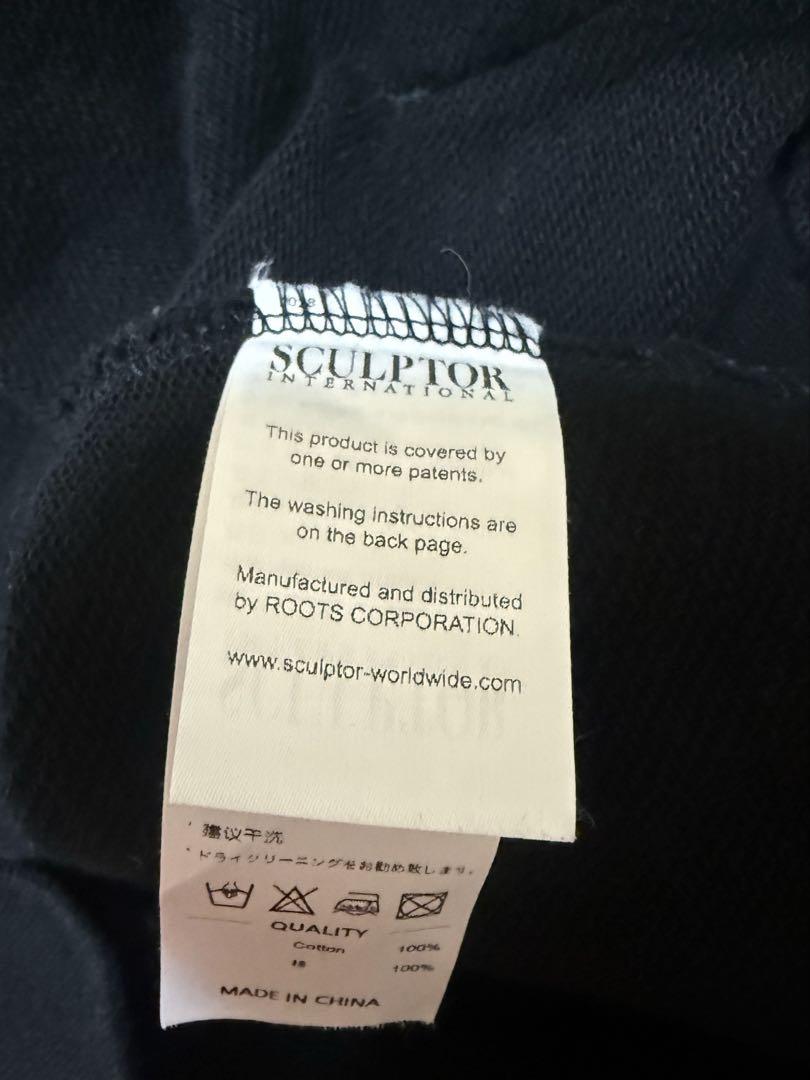 SCULPTOR
INTERNATIONAL
This product is covered by
one or more patents.
The washing instructions are
on the back page.
Manufactured and distributed
by ROOTS CORPORATION.
www.sculptor-worldwide.com
建议干洗
ドライクリーニングをお勧め致します。
QUALITY
Cotton 100%
棉 100%
MADE IN CHINA